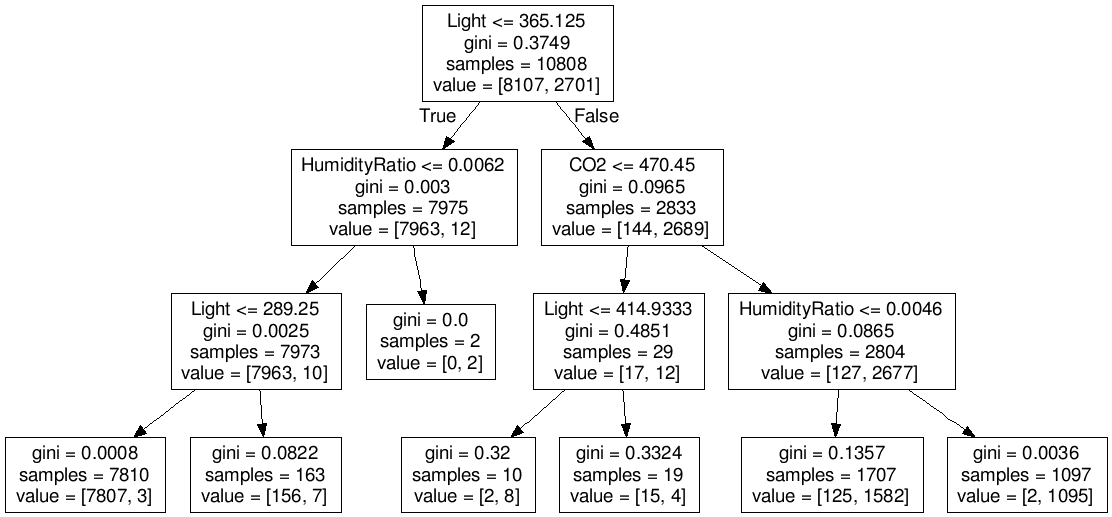 Light <= 365.125
gini = 0.3749
samples = 10808
value = [8107, 2701]
True
False
HumidityRatio <= 0.0062
gini = 0.003
samples = 7975
value = [7963, 12]
CO2 <= 470.45
gini = 0.0965
samples = 2833
value = [144, 2689]
Light <= 289.25
gini = 0.0025
samples = 7973
value = [7963, 10]
gini = 0.0
samples = 2
value = [0, 2]
Light <= 414.9333
gini = 0.4851
samples = 29
value = [17, 12]
HumidityRatio <= 0.0046
gini = 0.0865
samples = 2804
value = [127, 2677]
gini = 0.0008
samples = 7810
value = [7807, 3]
gini = 0.0822
samples = 163
value = [156, 7]
gini = 0.32
samples = 10
value = [2, 8]
gini = 0.3324
samples = 19
value = [15, 4]
gini = 0.1357
samples = 1707
value = [125, 1582]
gini = 0.0036
samples = 1097
value = [2, 1095]